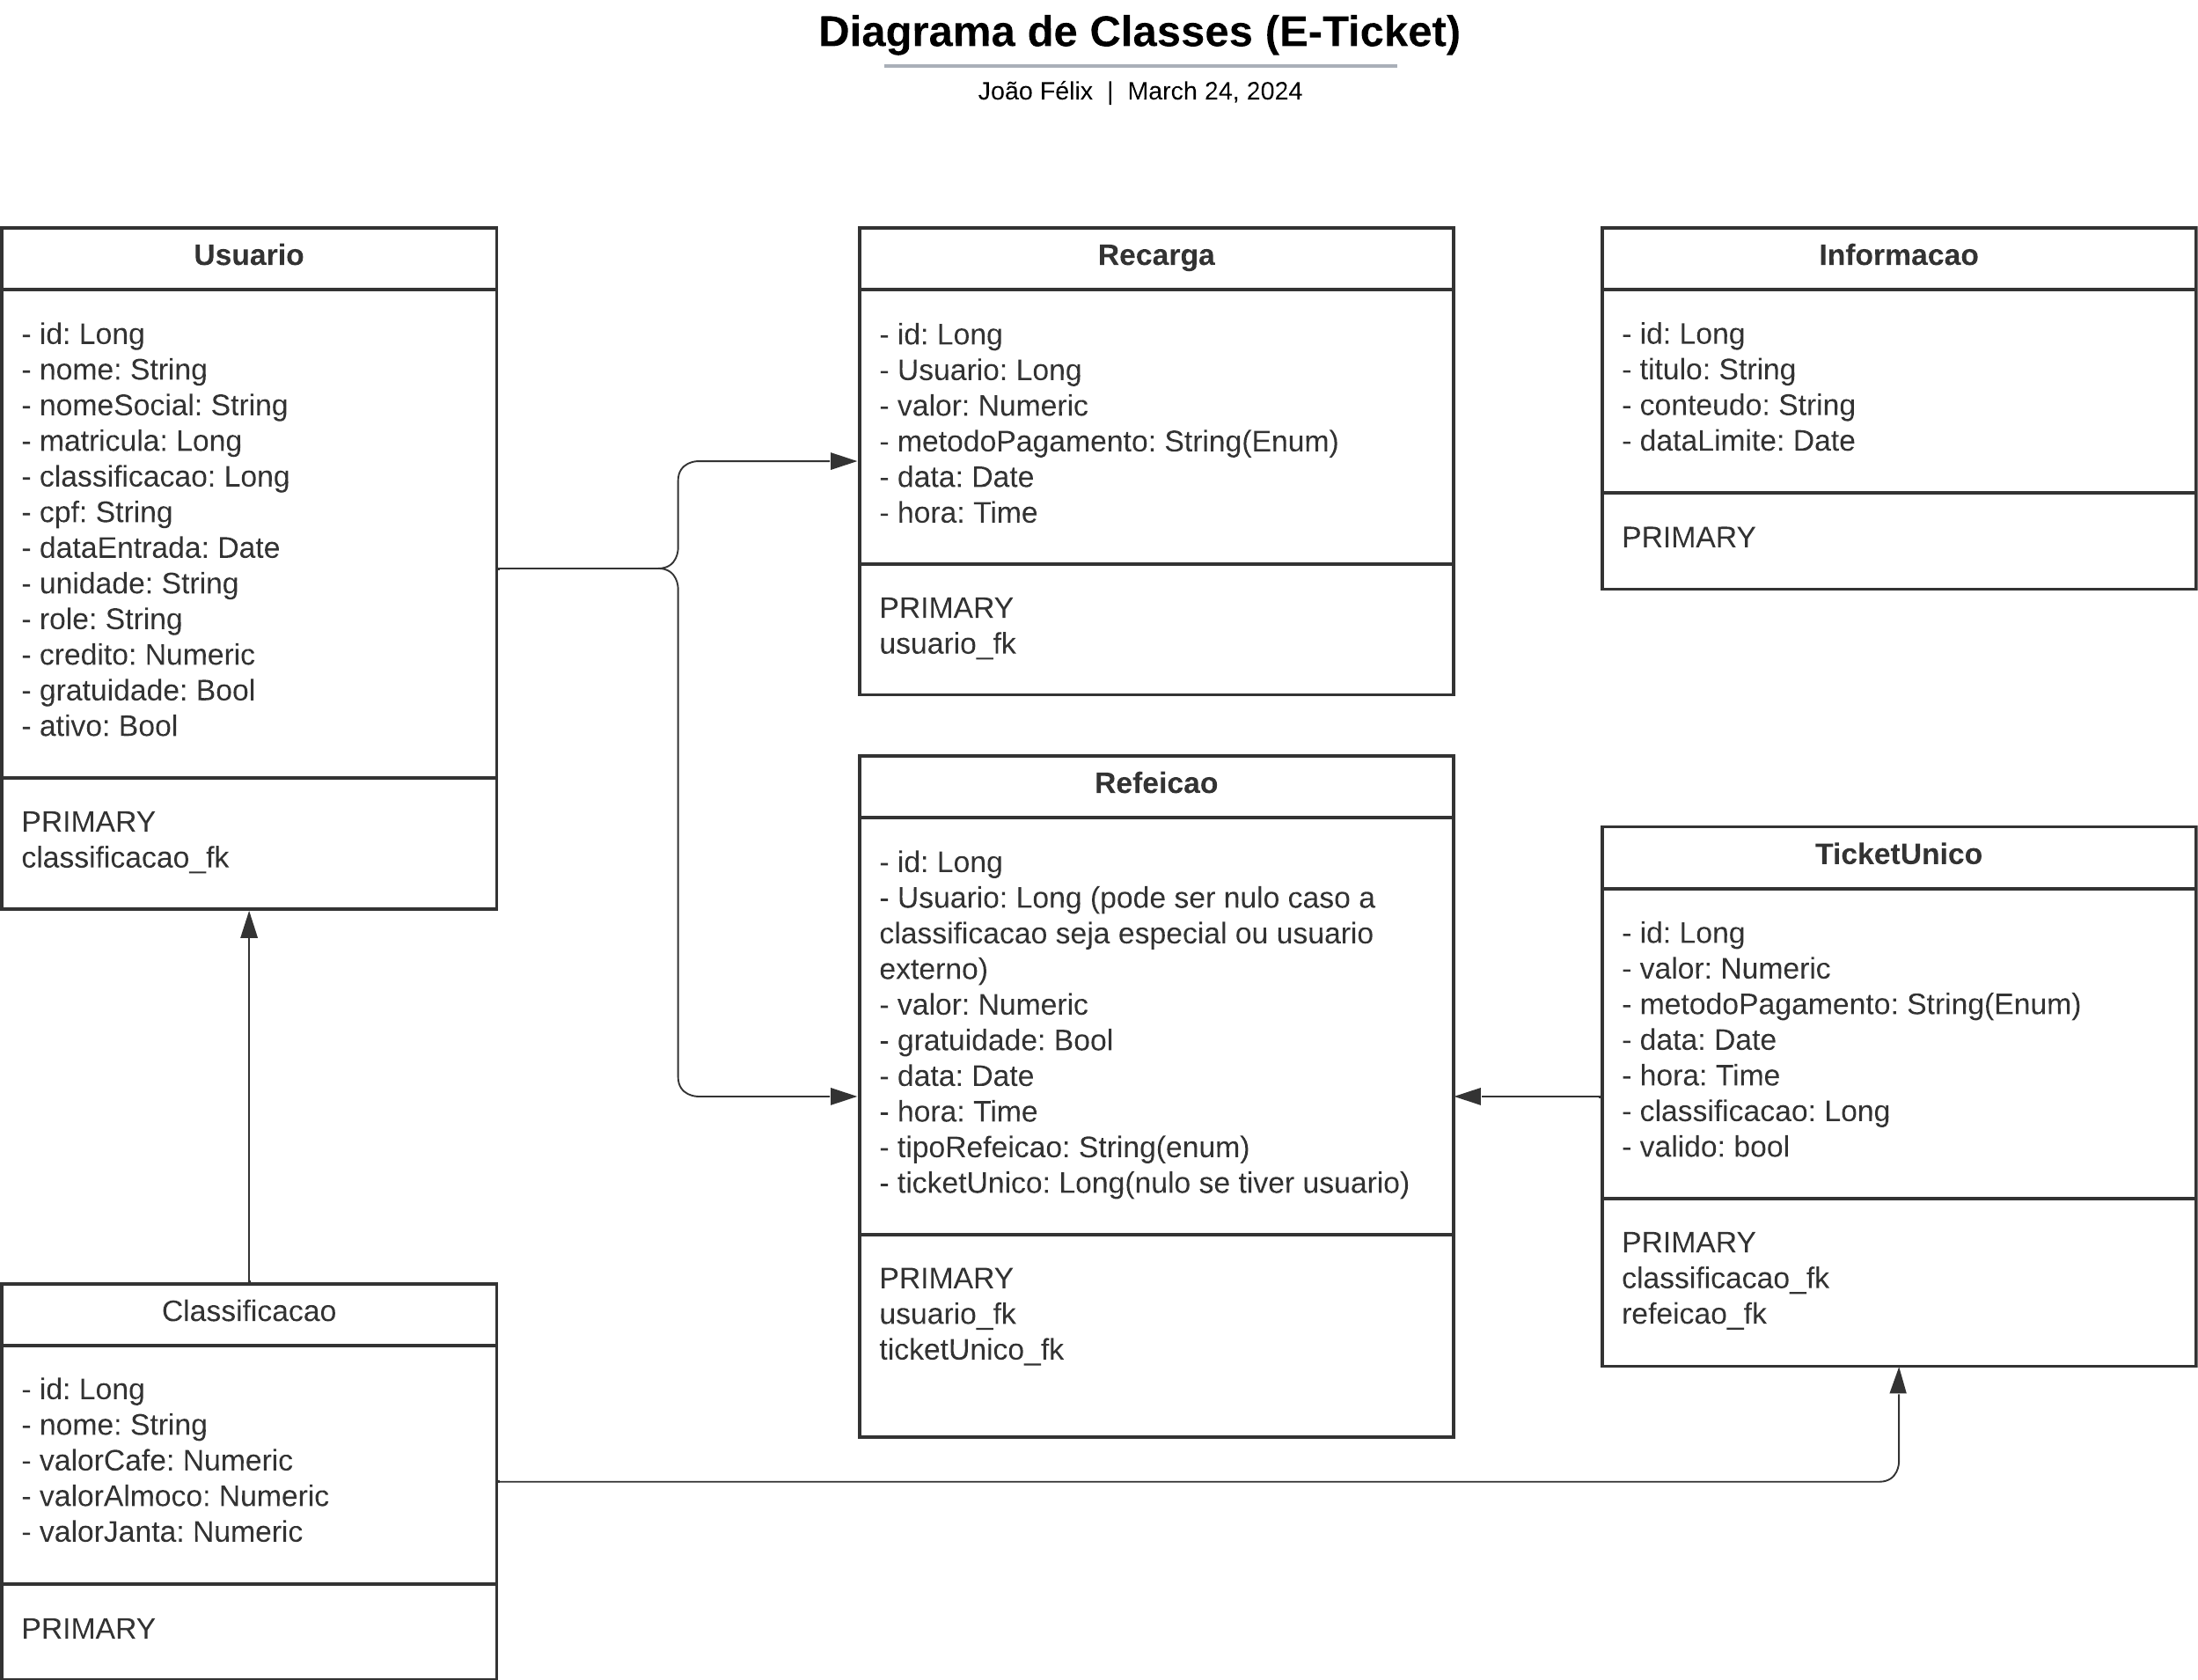 Diagrama de Classes (E-Ticket)
João Félix | March 24, 2024
Usuario
- id: Long
- nome: String
- nomeSocial: String
- matricula: Long
- classificacao: Long
- cpf: String
- dataEntrada: Date
- unidade: String
- role: String
- credito: Numeric
- gratuidade: Bool
- ativo: Bool
PRIMARY
classificacao_fk
Recarga
- id: Long
- Usuario: Long
- valor: Numeric
- metodoPagamento: String(Enum)
- data: Date
- hora: Time
PRIMARY
usuario_fk
Informacao
- id: Long
- titulo: String
- conteudo: String
- dataLimite: Date
PRIMARY
Refeicao
- id: Long
- Usuario: Long (pode ser nulo caso a
classificacao seja especial ou usuario
externo)
- valor: Numeric
- gratuidade: Bool
- data: Date
- hora: Time
- tipoRefeicao: String(enum)
- ticketUnico: Long(nulo se tiver usuario)
PRIMARY
usuario_fk
ticketUnico_fk
TicketUnico
- id: Long
- valor: Numeric
- metodoPagamento: String(Enum)
- data: Date
- hora: Time
- classificacao: Long
- valido: bool
PRIMARY
classificacao_fk
refeicao_fk
Classificacao
- id: Long
- nome: String
- valorCafe: Numeric
- valorAlmoco: Numeric
- valorJanta: Numeric
PRIMARY